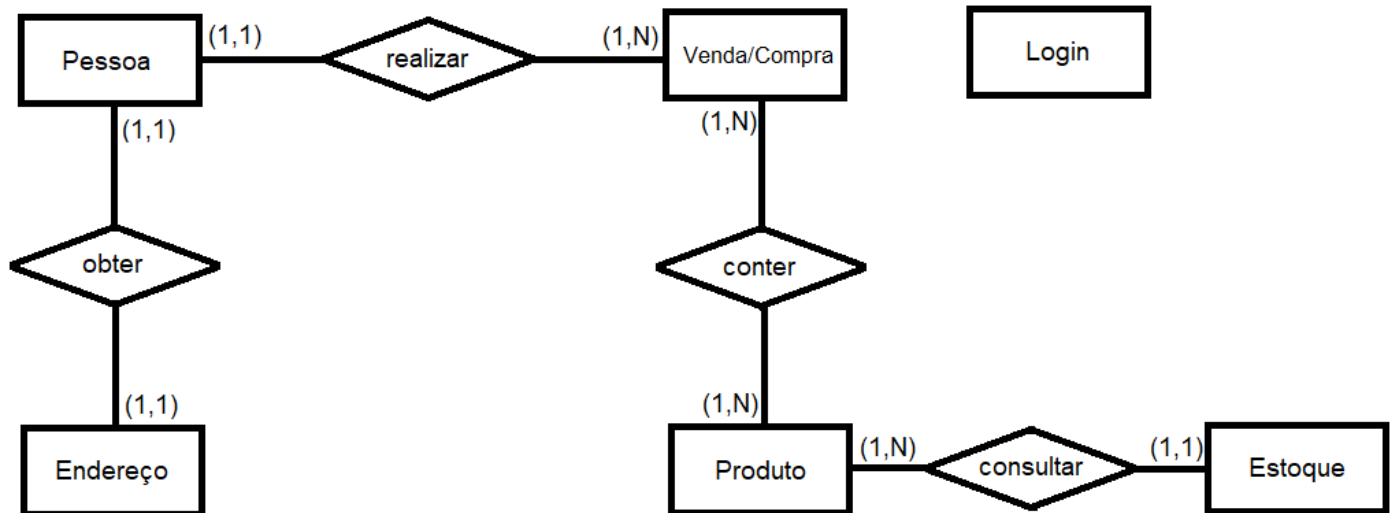 Pessoa
(1,1)
realizar
(1,N)
Venda/Compra
Login
(1,1)
(1,N)
obter
conter
(1,1)
(1,N)
Endereço
Produto
(1,N)
consultar
(1,1)
Estoque